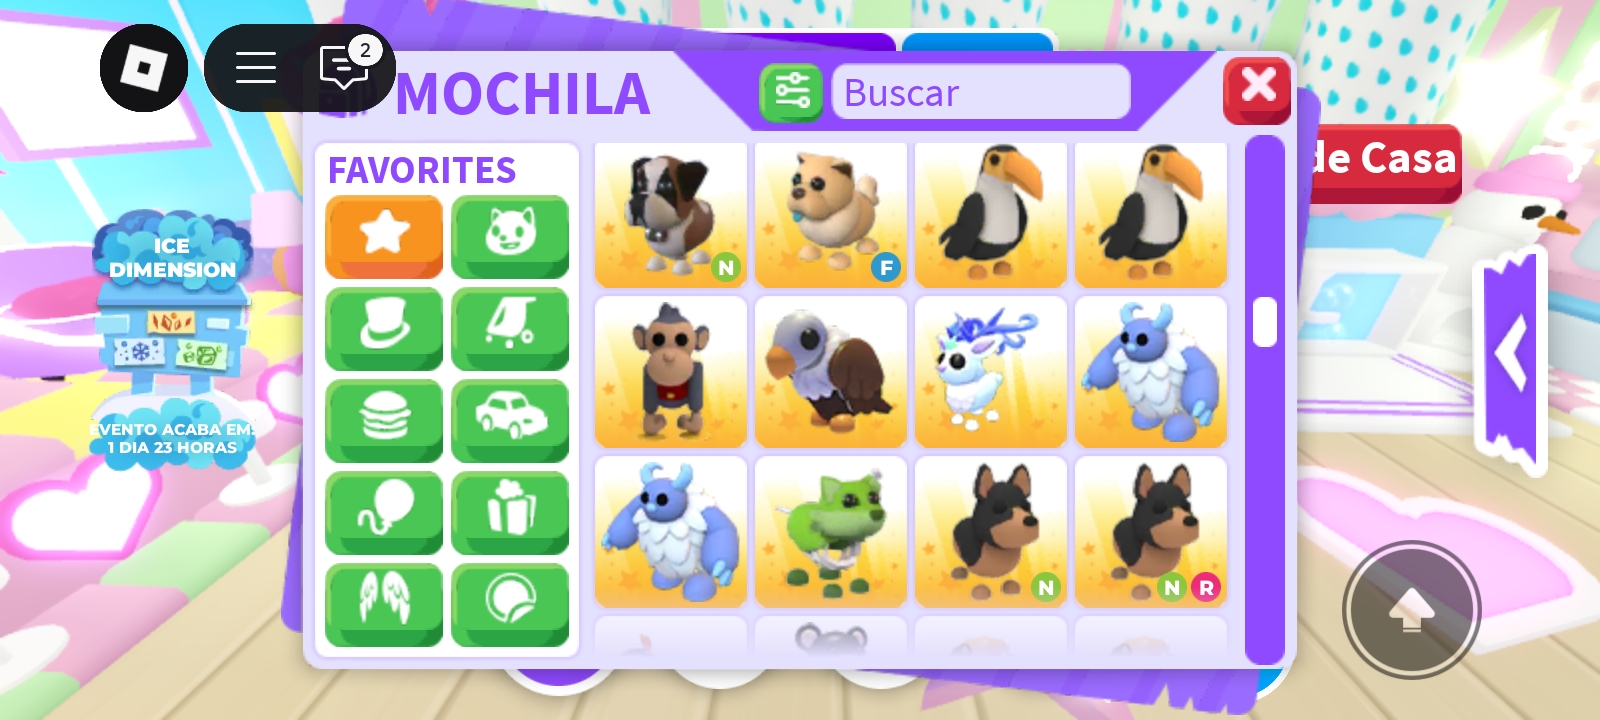 2
MOCHILA
Buscar
FAVORITES
de Casa
ICE
DIMENSION
EVENTO ACABA EM:
1 DIA 23 HORAS
N
F
N
N R